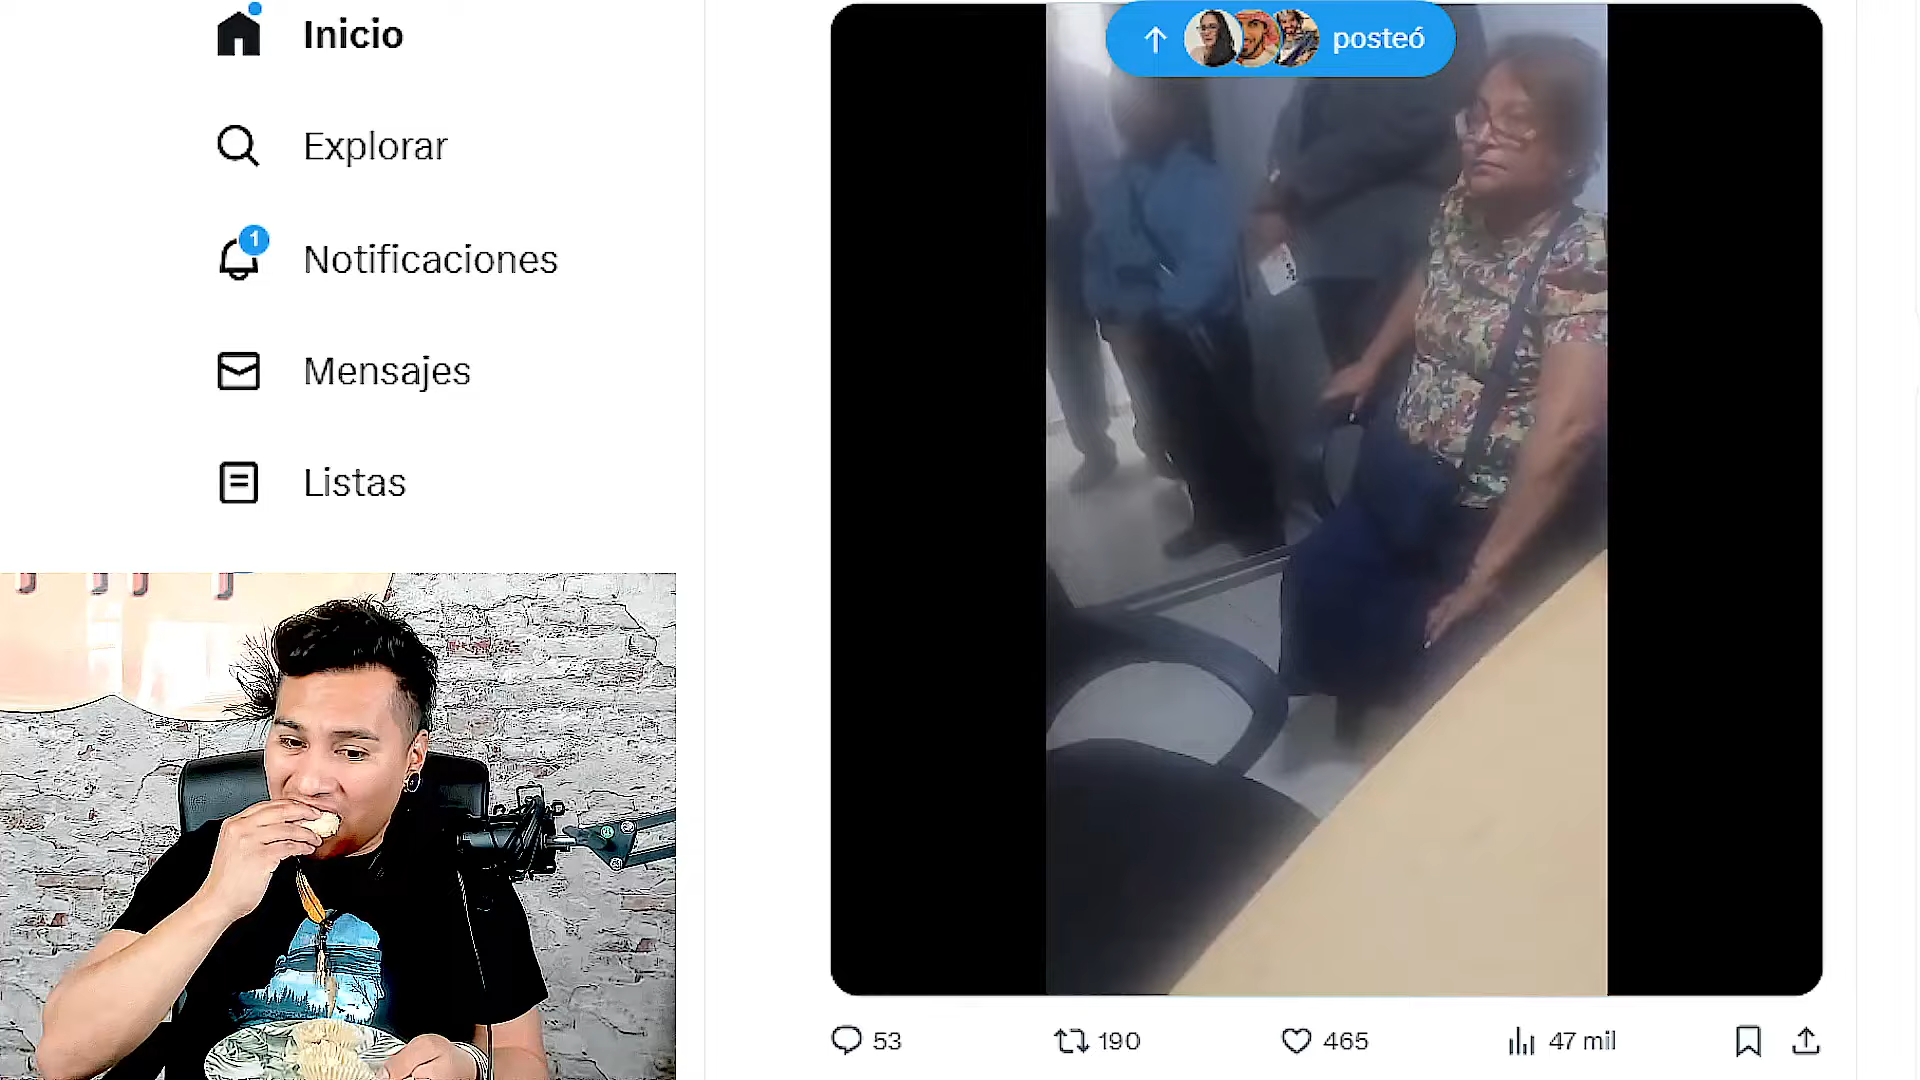 Inicio
Explorar
1
Notificaciones
Mensajes
Listas
posteó
53
190
465
47 mil